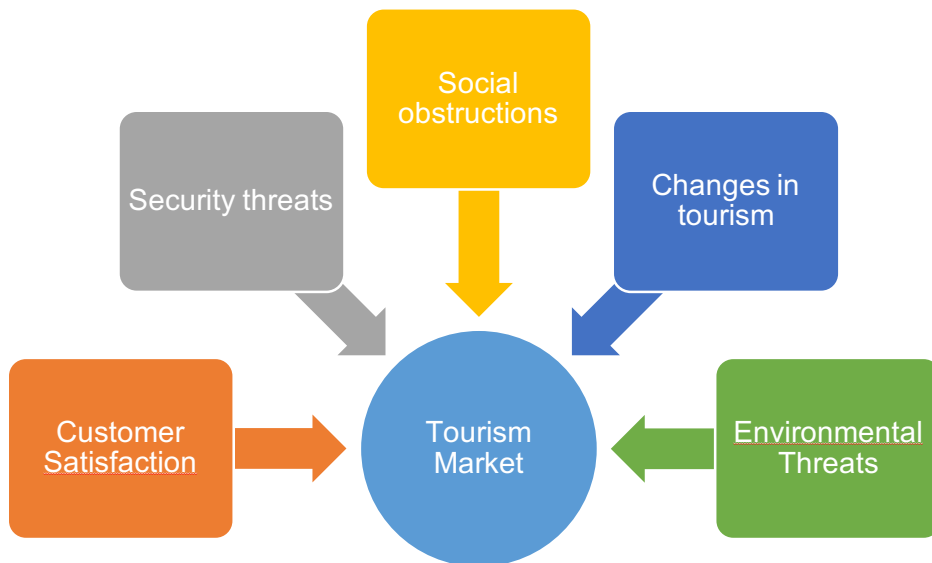 Social
obstructions
Security threats
Changes in
tourism
Customer
Satisfaction
Tourism
Market
Environmental
Threats